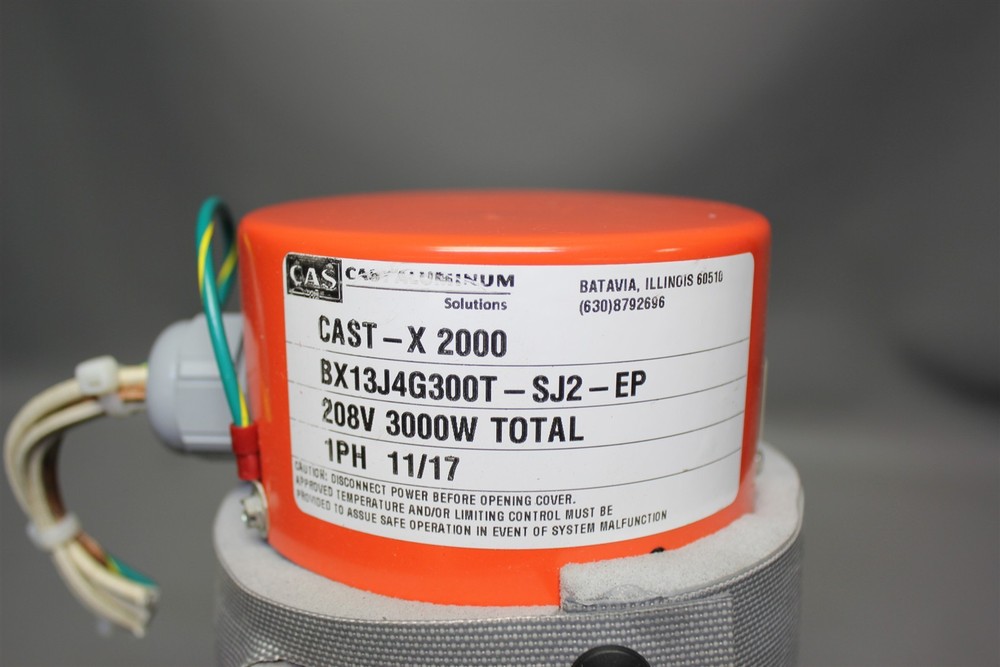 CAS
CAST ALUMINUM
Solutions
BATAVIA, ILLINOIS 60510
(630)8792696
CAST-X 2000
BX13J4G300T-SJ2-EP
208V 3000W TOTAL
1PH 11/17
CAUTION: DISCONNECT POWER BEFORE OPENING COVER.
APPROVED TEMPERATURE AND/OR LIMITING CONTROL MUST BE
PROVIDED TO ASSUE SAFE OPERATION IN EVENT OF SYSTEM MALFUNCTION